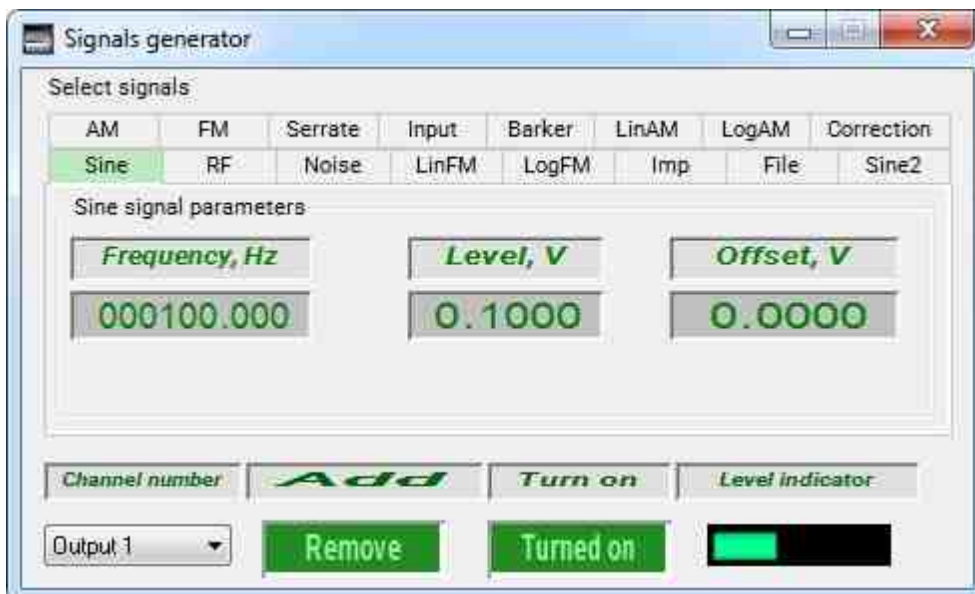 Signals generator
Select signals
AM FM Serrate Input Barker LinAM LogAM Correction
Sine RF Noise LinFM LogFM Imp File Sine2
Sine signal parameters
Frequency, Hz Level, V Offset, V
000100.000 0.1000 0.0000
Channel number Add Turn on Level indicator
Output 1 Remove Turned on